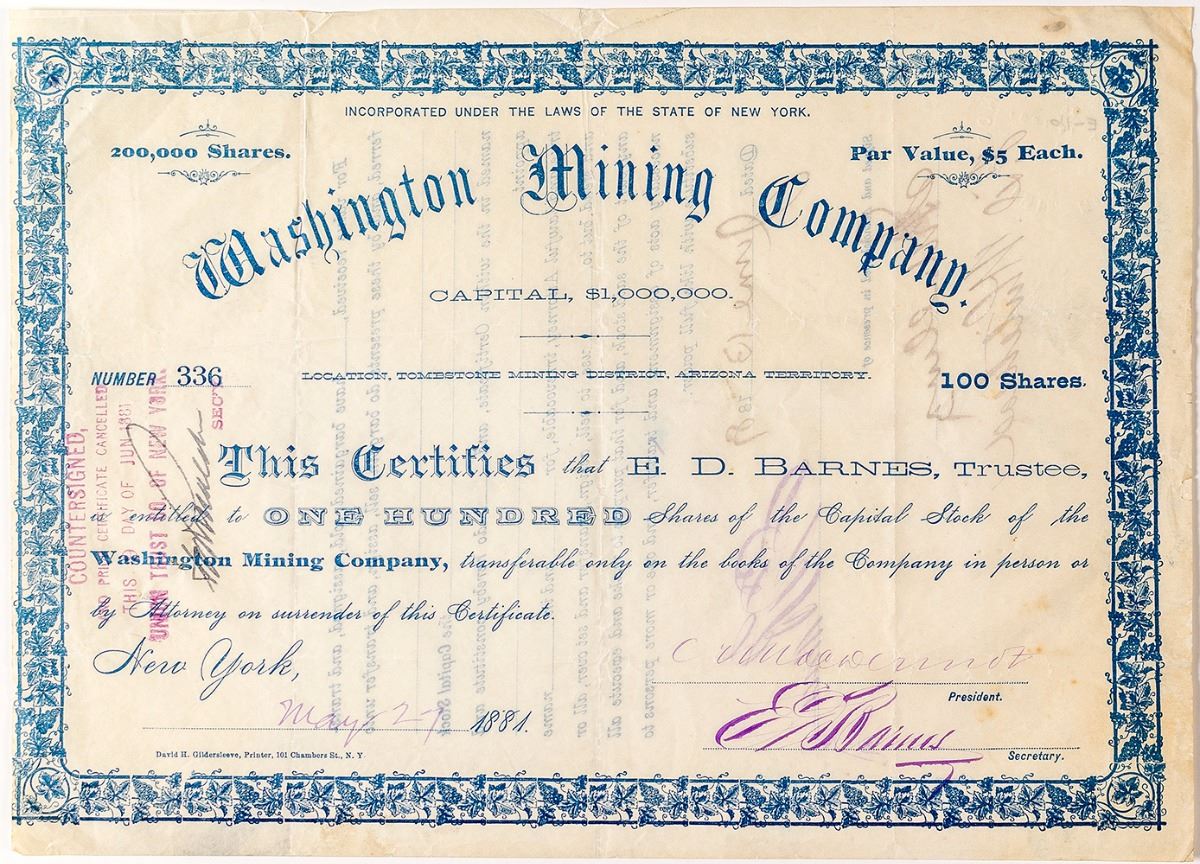 INCORPORATED UNDER THE LAWS OF THE STATE OF NEW YORK.
200,000 Shares.
Par Value, $5 Each.
Washington Mining Company.
CAPITAL, $1,000,000.
NUMBER 336
LOCATION, TOMBSTONE MINING DISTRICT, ARIZONA TERRITORY.
100 Shares.
This Certifies that E. D. BARNES, Trustee,
is entitled to ONE HUNDRED Shares of the Capital Stock of the
Washington Mining Company, transferable only on the books of the Company in person or
by Attorney on surrender of this Certificate.
New York,
May 27 1881.
President.
E D Barnes
Secretary.
David H. Gildersleeve, Printer, 101 Chambers St., N. Y.
COUNTERSIGNED,
CERTIFICATE CANCELLED
THIS DAY OF JUN 1881
TRUST CO OF NEW YORK.
SECT